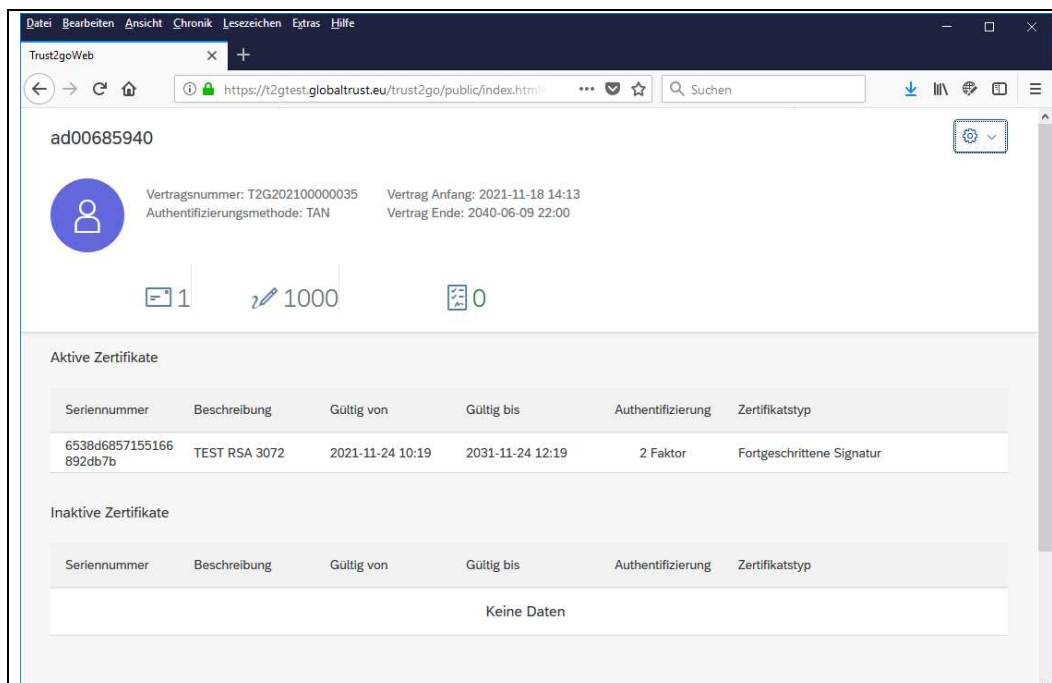 Datei Bearbeiten Ansicht Chronik Lesezeichen Extras Hilfe
Trust2goWeb
https://t2gtest.globaltrust.eu/trust2go/public/index.html
Suchen
ad00685940
Vertragsnummer: T2G202100000035 Vertrag Anfang: 2021-11-18 14:13
Authentifizierungsmethode: TAN Vertrag Ende: 2040-06-09 22:00
1 1000 0
Aktive Zertifikate
Seriennummer Beschreibung Gültig von Gültig bis Authentifizierung Zertifikatstyp
6538d6857155166
892db7b TEST RSA 3072 2021-11-24 10:19 2031-11-24 12:19 2 Faktor Fortgeschrittene Signatur
Inaktive Zertifikate
Seriennummer Beschreibung Gültig von Gültig bis Authentifizierung Zertifikatstyp
Keine Daten